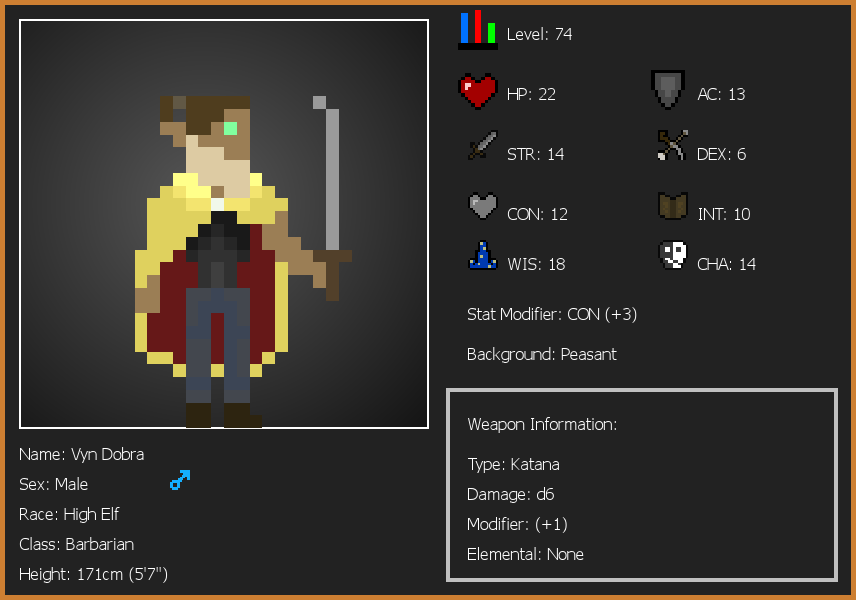 Level: 74
HP: 22
AC: 13
STR: 14
DEX: 6
CON: 12
INT: 10
WIS: 18
CHA: 14
Stat Modifier: CON (+3)
Background: Peasant
Weapon Information:
Type: Katana
Damage: d6
Modifier: (+1)
Elemental: None
Name: Vyn Dobra
Sex: Male
Race: High Elf
Class: Barbarian
Height: 171cm (5'7")